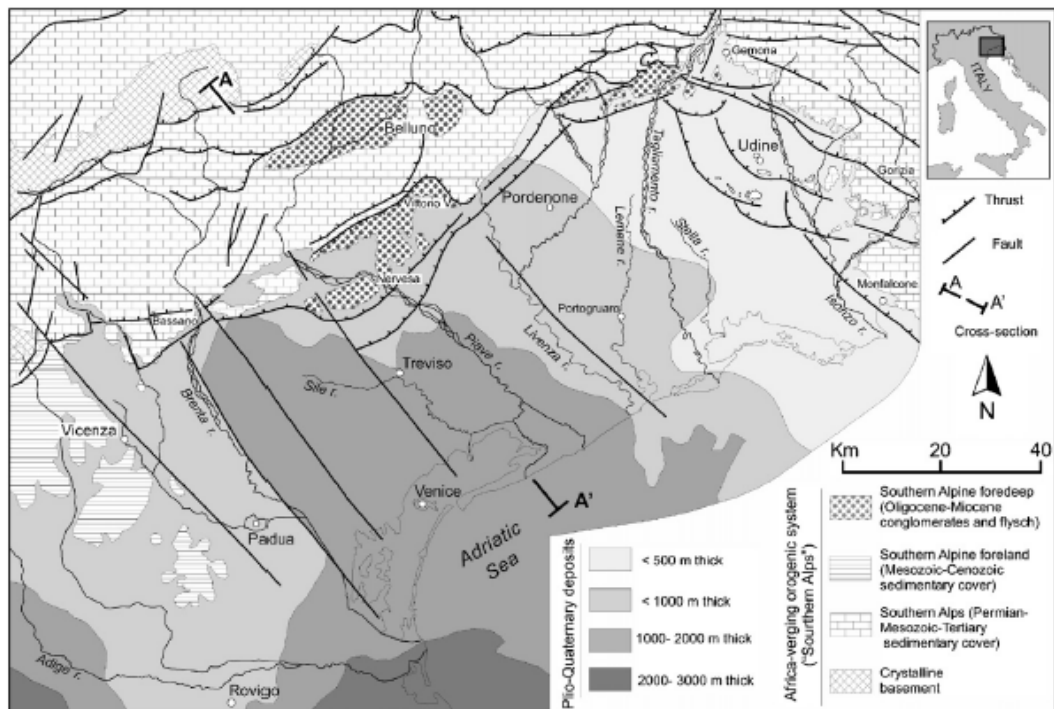 A
Gemona
ITALY
Belluno
Tagliamento r.
Udine
Gorizia
Vittorio V.
Pordenone
Lemene r.
Stella r.
Thrust
Fault
A
A'
Cross-section
N
Nervesa
Portogruaro
Monfalcone
Isonzo r.
Bassano
Livenza r.
Piave r.
Treviso
Sile r.
Brenta r.
Vicenza
Km
20
40
Venice
A'
Padua
Adriatic
Sea
Adige r.
Rovigo
Plio-Quaternary deposits
< 500 m thick
< 1000 m thick
1000- 2000 m thick
2000- 3000 m thick
Africa-verging orogenic system
("Sourthern Alps")
Southern Alpine foredeep
(Oligocene-Miocene
conglomerates and flysch)
Southern Alpine foreland
(Mesozoic-Cenozoic
sedimentary cover)
Southern Alps (Permian-
Mesozoic-Tertiary
sedimentary cover)
Crystalline
basement